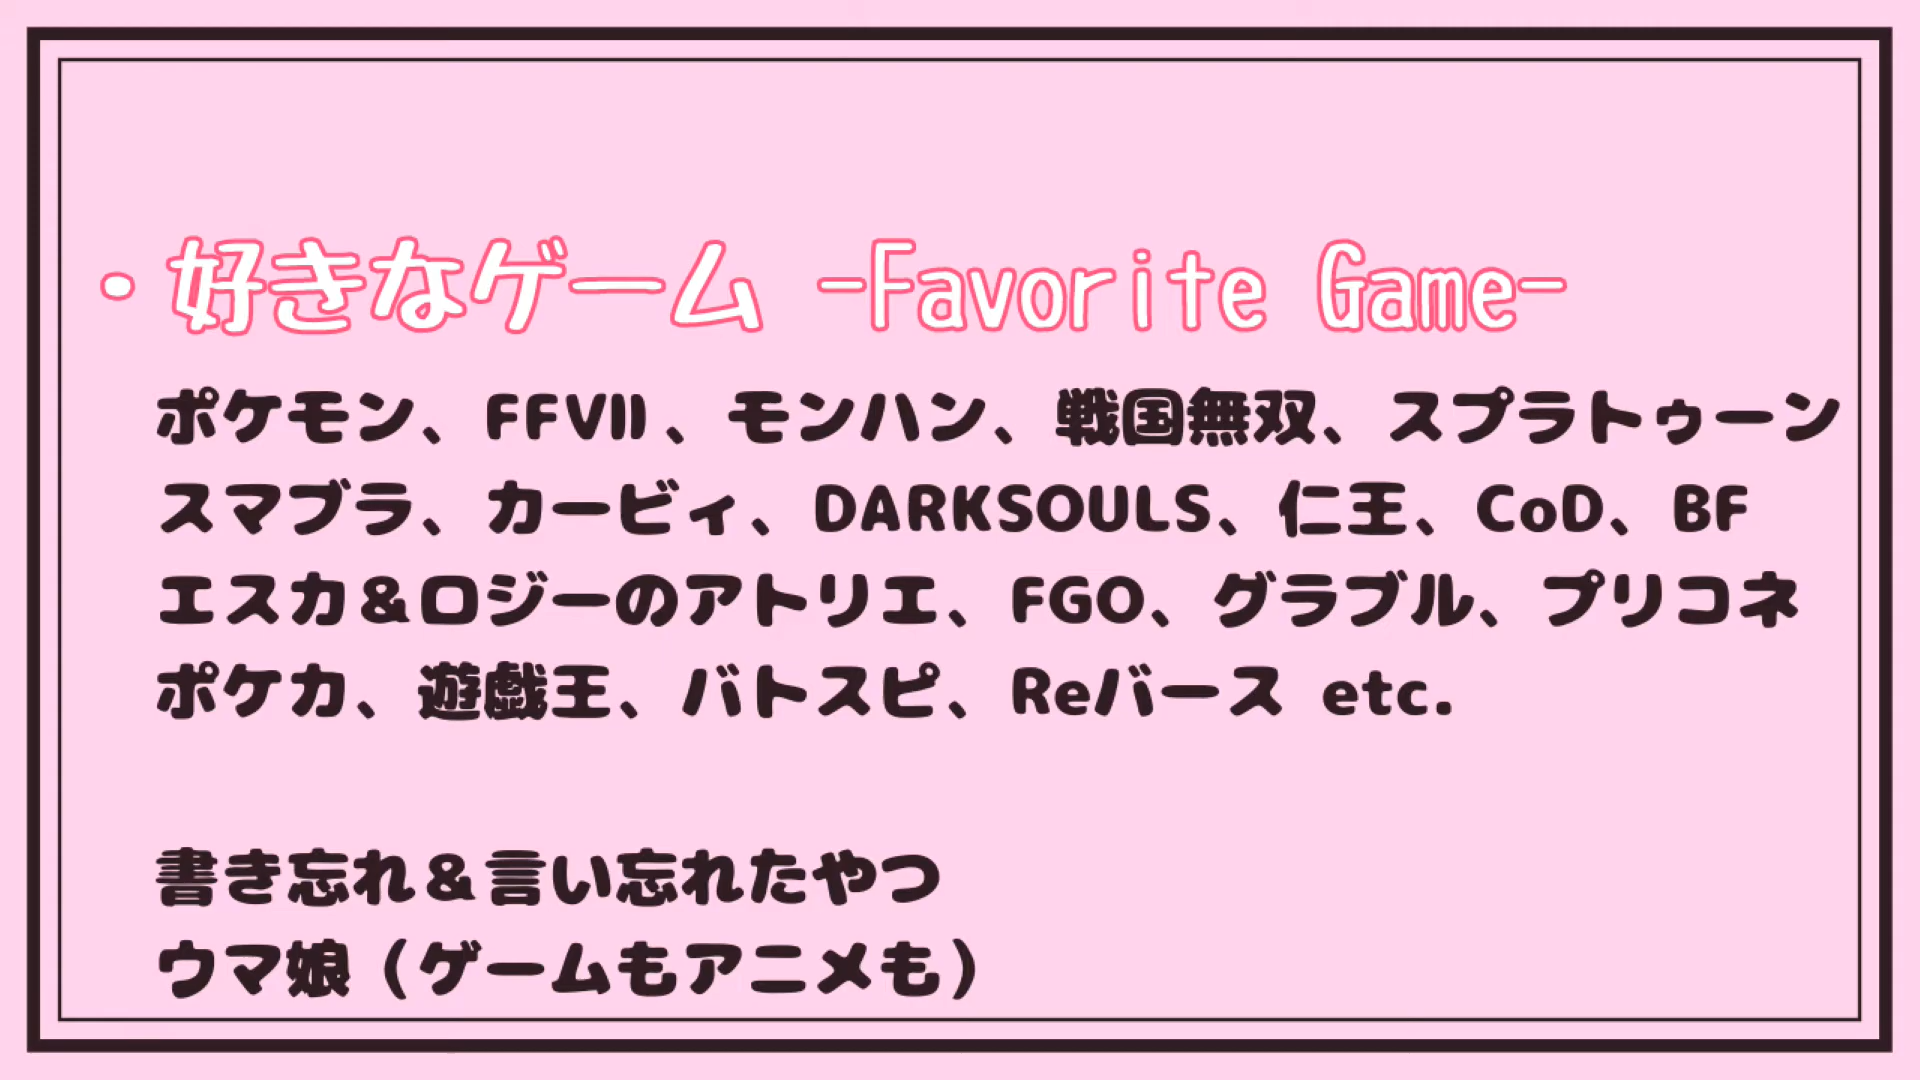 ・好きなゲーム -Favorite Game-
ポケモン、FFVII、モンハン、戦国無双、スプラトゥーン
スマブラ、カービィ、DARKSOULS、仁王、CoD、BF
エスカ＆ロジーのアトリエ、FGO、グラブル、プリコネ
ポケカ、遊戯王、バトスピ、Reバース etc.
書き忘れ＆言い忘れたやつ
ウマ娘（ゲームもアニメも）